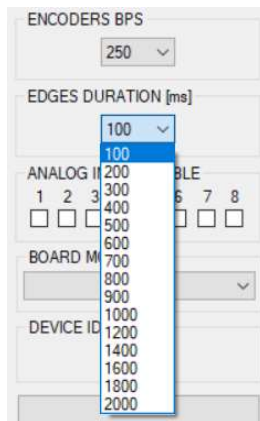 ENCODERS BPS
250
EDGES DURATION [ms]
100
100
200
300
400
500
600
700
800
900
1000
1200
1400
1600
1800
2000
ANALOG I BLE
1 2 3 6 7 8
BOARD M
DEVICE ID